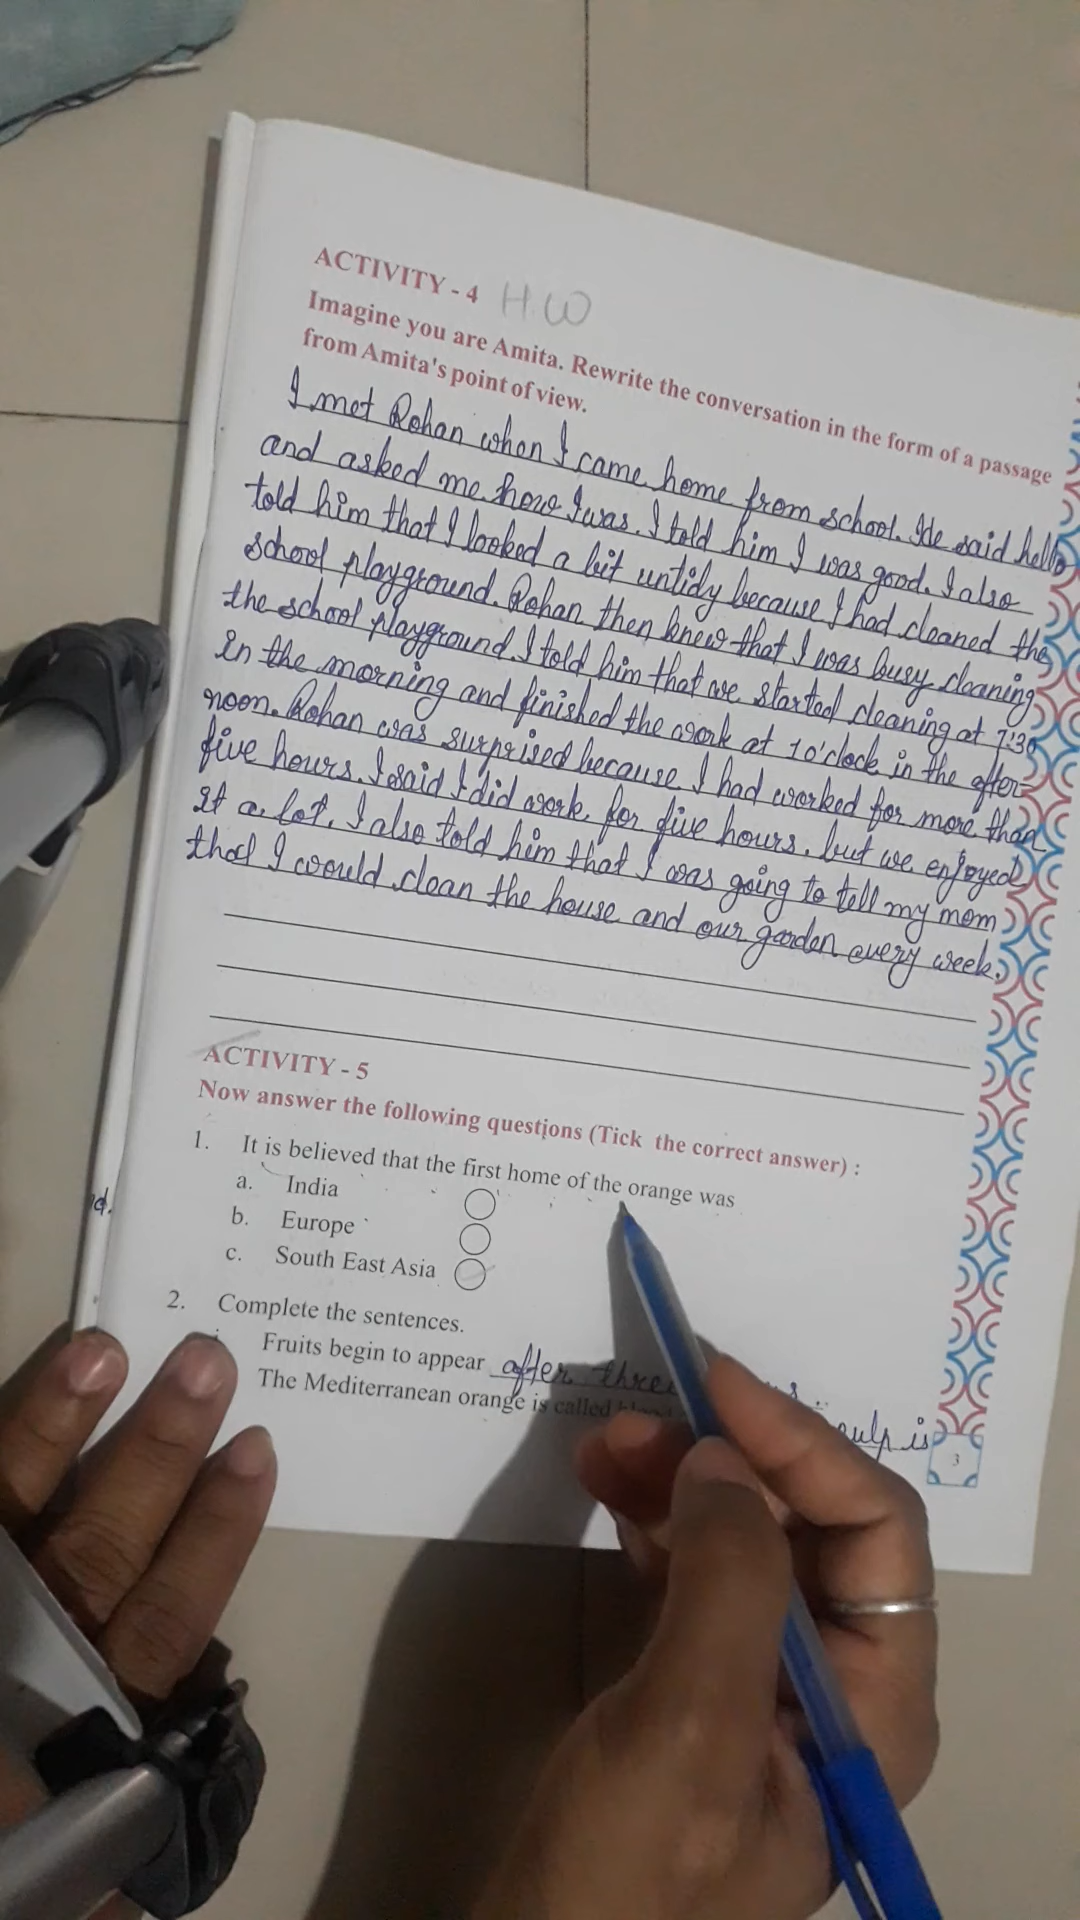 ACTIVITY - 4 H.W
Imagine you are Amita. Rewrite the conversation in the form of a passage
from Amita's point of view.
I met Rohan when I came home from school. He said hello
and asked me how I was. I told him I was good. I also
told him that I looked a bit untidy because I had cleaned the
school playground. Rohan then knew that I was busy cleaning
the school playground. I told him that we started cleaning at 7:30
in the morning and finished the work at 1 o'clock in the after-
noon. Rohan was surprised because I had worked for more than
five hours. I said I did work for five hours, but we enjoyed
it a lot. I also told him that I was going to tell my mom
that I would clean the house and our garden every week.
ACTIVITY - 5
Now answer the following questions (Tick the correct answer) :
1. It is believed that the first home of the orange was
a. India
b. Europe
c. South East Asia
2. Complete the sentences.
Fruits begin to appear after three
The Mediterranean orange is called pulp is
3